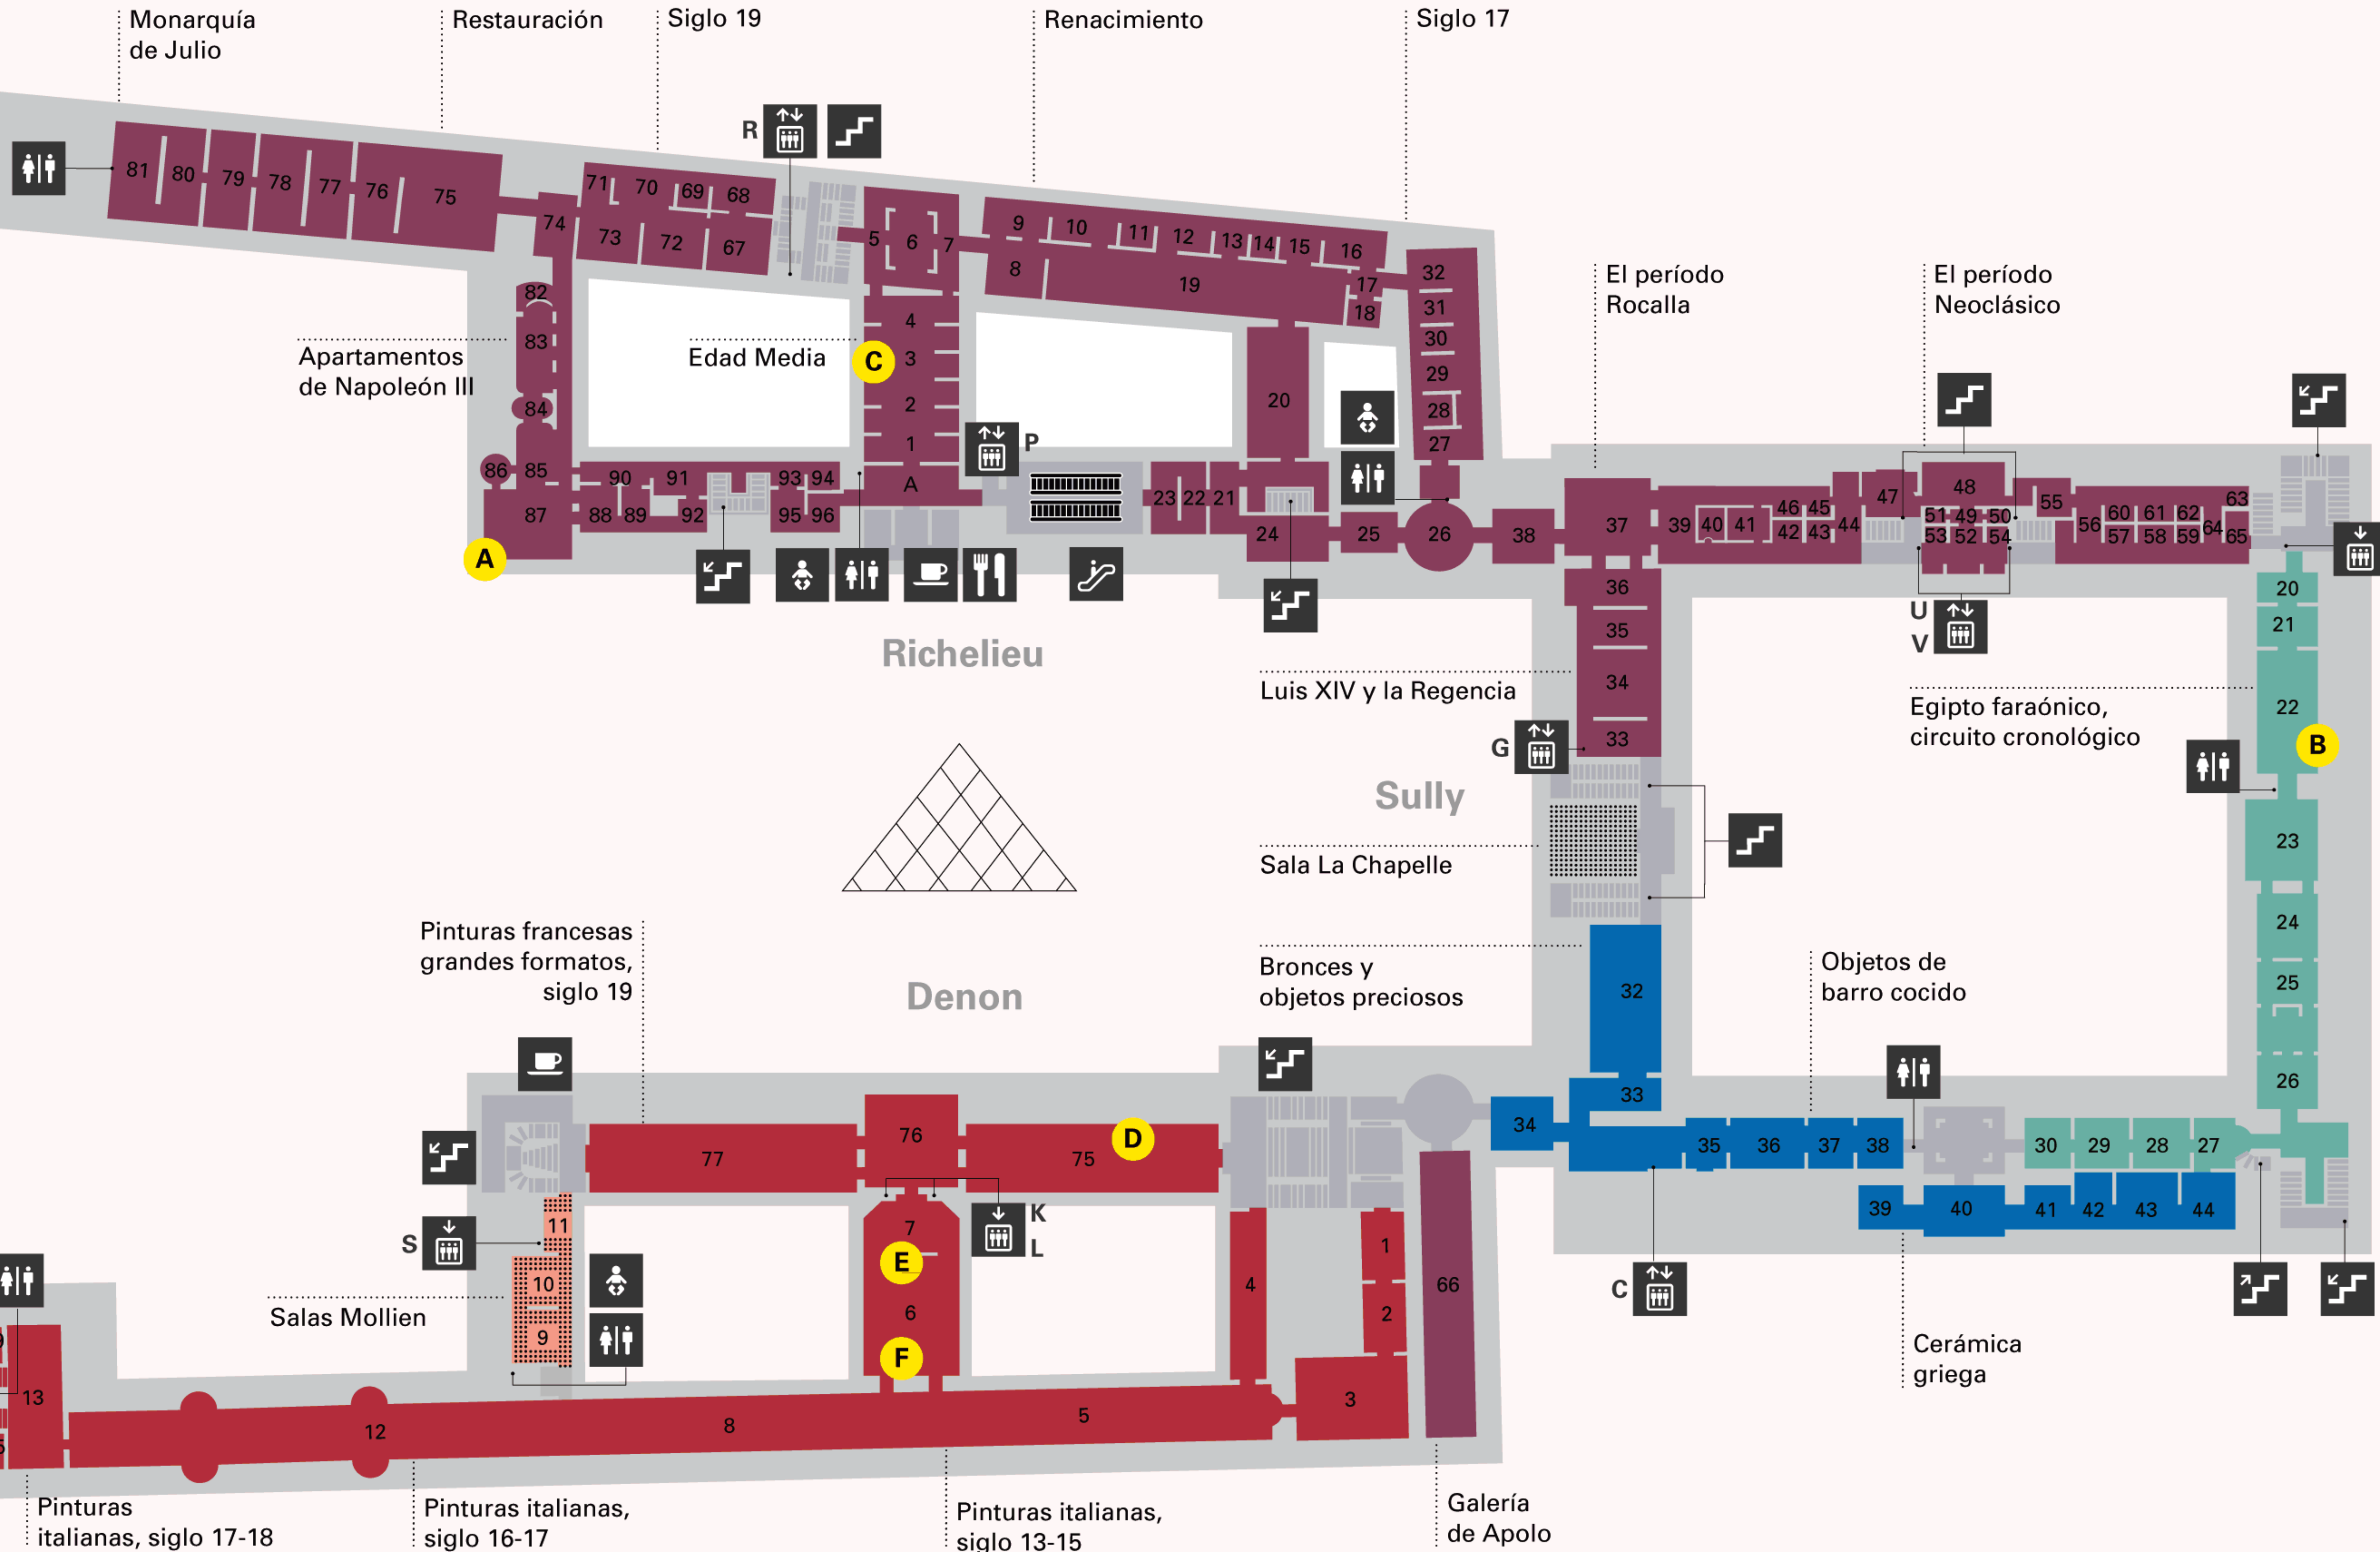 Monarquía
de Julio
Restauración
Siglo 19
Renacimiento
Siglo 17
R
81 80 79 78 77 76 75
74
71 70 69 68
73 72 67
5 6 7
9 10 11 12 13 14 15 16
8 19 17
18
32
31
30
29
28
27
El período
Rocalla
El período
Neoclásico
82
83
84
85
86
87
Apartamentos
de Napoleón III
Edad Media
C
4
3
2
1
A
P
20
90 91 93 94
88 89 92 95 96
A
23 22 21
24 25 26 38 37
39 40 41 46 45 42 43 44 47 48
51 49 50
53 52 54
55 56 60 61 62 63
57 58 59 64 65
U
V
36
35
34
33
20
21
22
B
23
24
25
26
Richelieu
Luis XIV y la Regencia
Egipto faraónico,
circuito cronológico
G
Sully
Sala La Chapelle
Pinturas francesas
grandes formatos,
siglo 19
Denon
Bronces y
objetos preciosos
Objetos de
barro cocido
32
33
34 35 36 37 38
30 29 28 27
39 40 41 42 43 44
C
Cerámica
griega
77 76 75
D
K
L
S
11
10
9
Salas Mollien
7
E
6
F
4
1
2
3
66
13 12 8 5
Pinturas
italianas, siglo 17-18
Pinturas italianas,
siglo 16-17
Pinturas italianas,
siglo 13-15
Galería
de Apolo